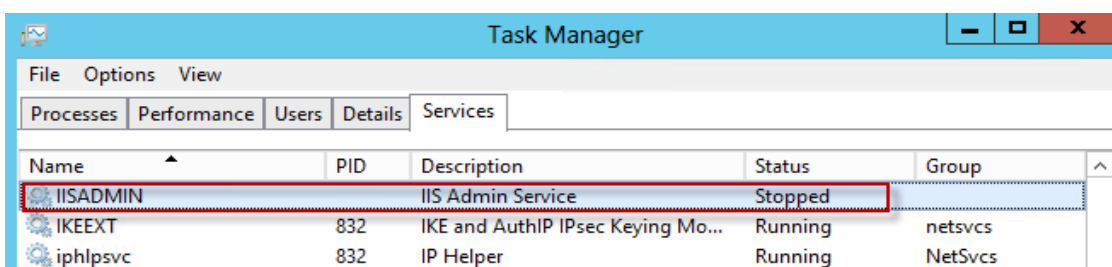 Task Manager
File Options View
Processes Performance Users Details Services
Name PID Description Status Group
IISADMIN IIS Admin Service Stopped
IKEEXT 832 IKE and AuthIP IPsec Keying Mo... Running netsvcs
iphlpsvc 832 IP Helper Running NetSvcs